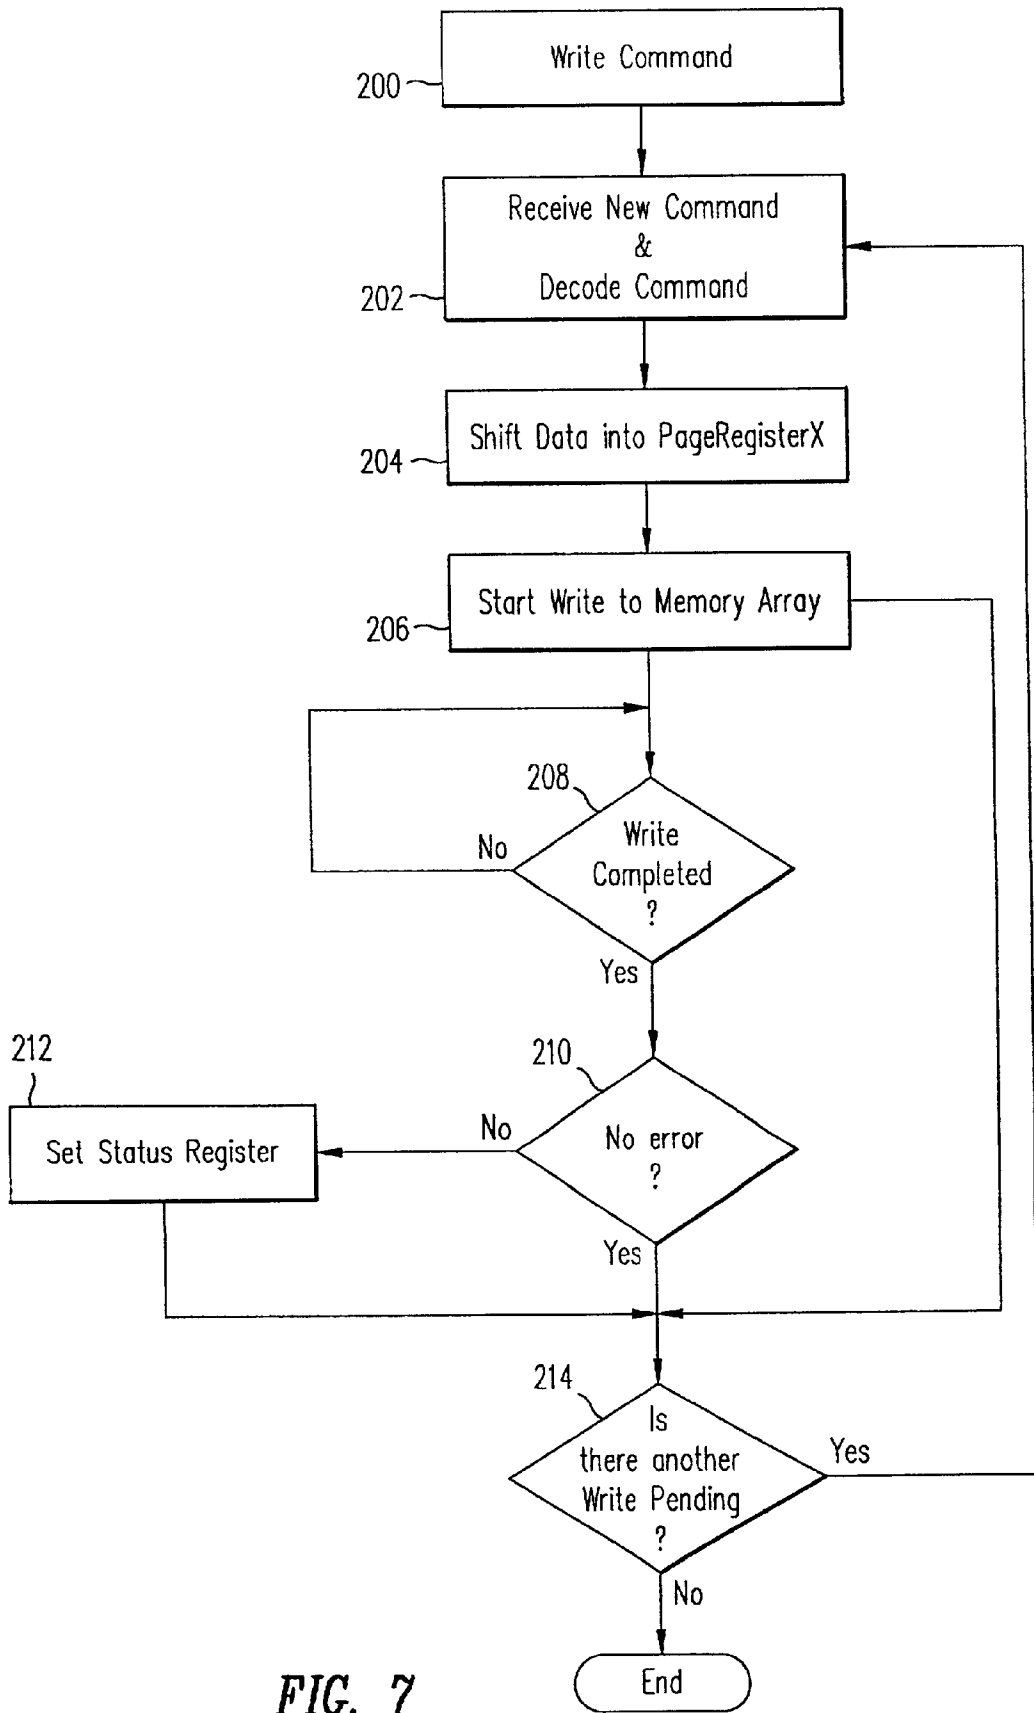 Write Command
200
Receive New Command
&
Decode Command
202
Shift Data into PageRegisterX
204
Start Write to Memory Array
206
208
Write
Completed
?
No
Yes
212
210
Set Status Register
No
No error
?
Yes
214
Is
there another
Write Pending
?
Yes
No
End
FIG. 7